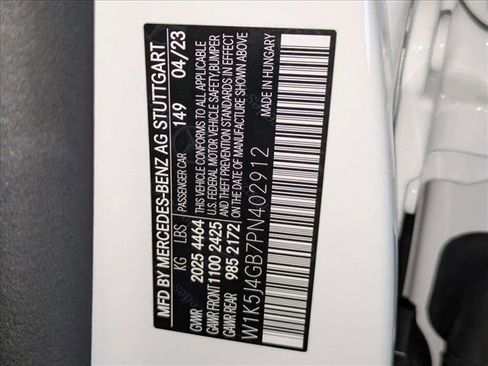 MFD BY MERCEDES-BENZ AG STUTTGART
PASSENGER CAR 149 04/23
KG LBS
GVWR 2025 4464
GAWR FRONT 1100 2425
GAWR REAR 985 2172
THIS VEHICLE CONFORMS TO ALL APPLICABLE
U.S. FEDERAL MOTOR VEHICLE SAFETY, BUMPER
AND THEFT PREVENTION STANDARDS IN EFFECT
ON THE DATE OF MANUFACTURE SHOWN ABOVE
W1K5J4GB7PN402912 MADE IN HUNGARY